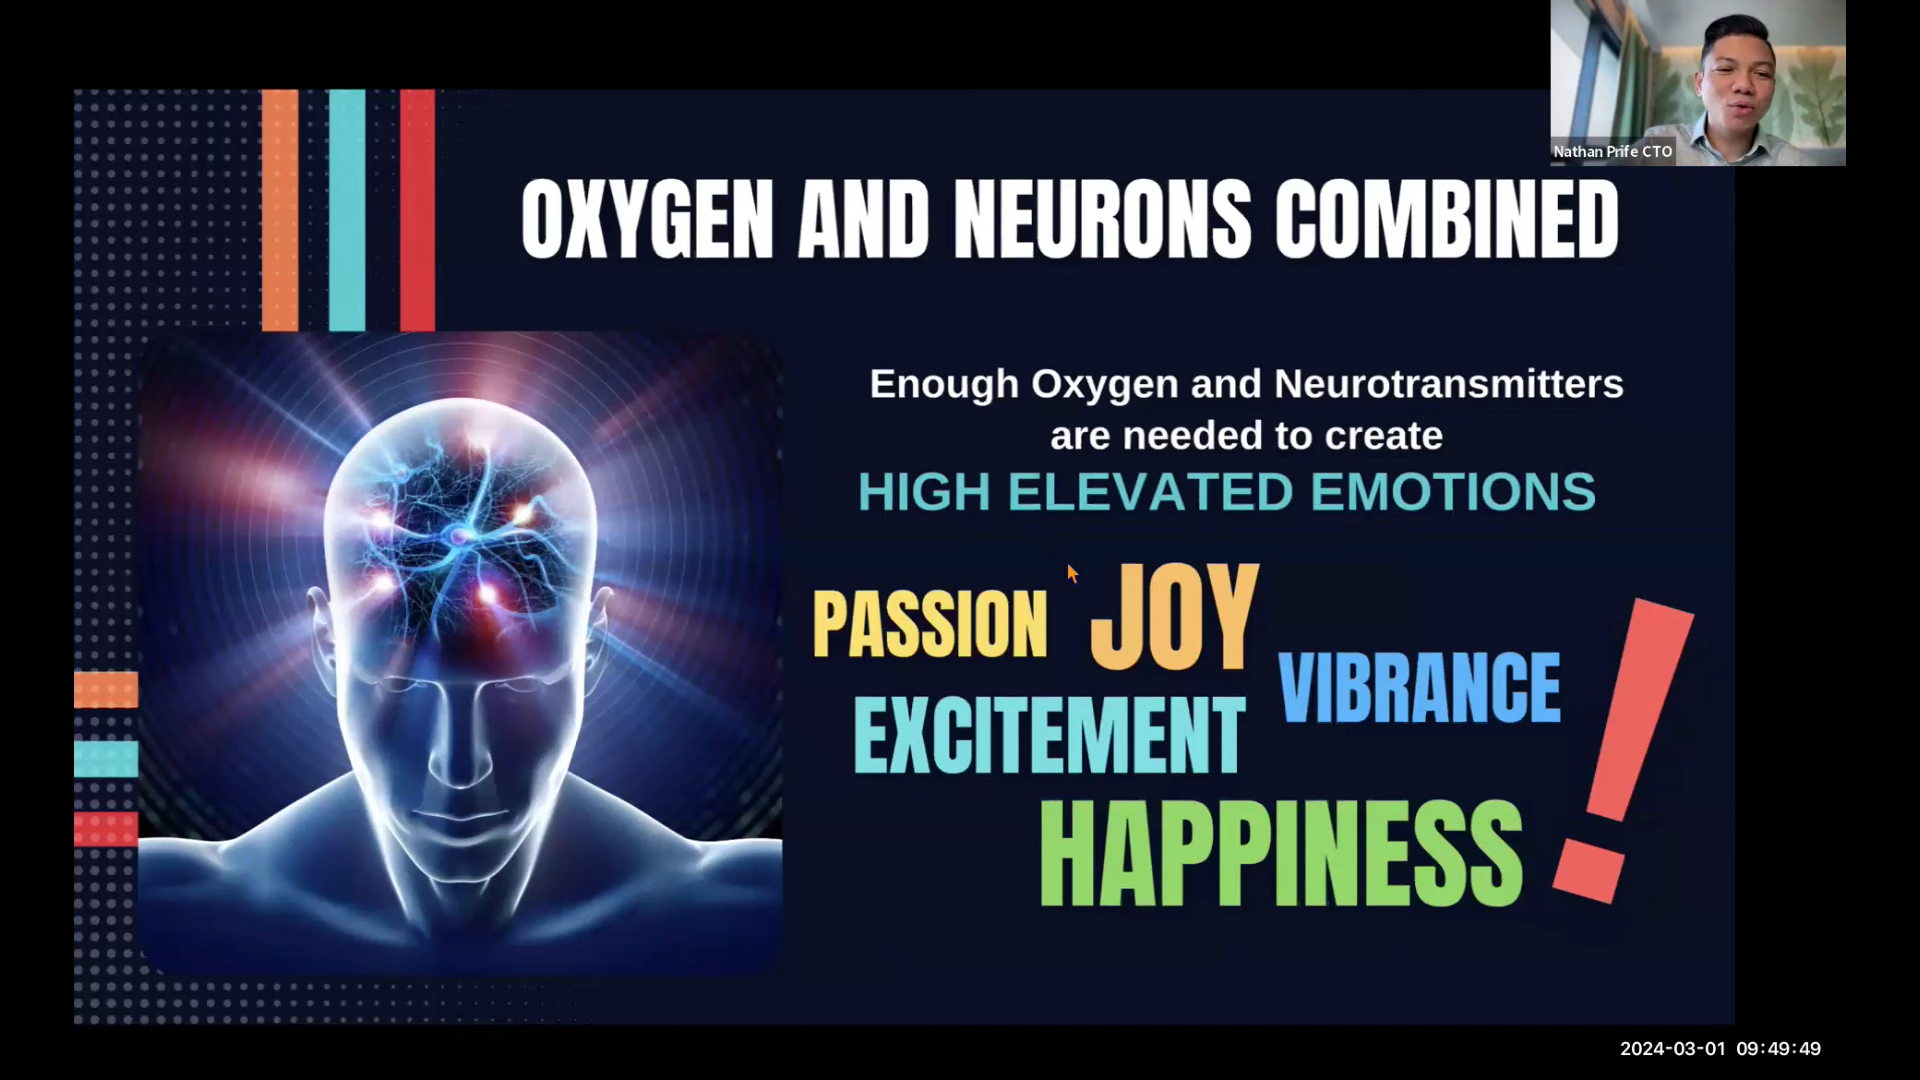 Nathan Prife CTO
OXYGEN AND NEURONS COMBINED
Enough Oxygen and Neurotransmitters
are needed to create
HIGH ELEVATED EMOTIONS
PASSION JOY
VIBRANCE
EXCITEMENT
HAPPINESS !
2024-03-01 09:49:49